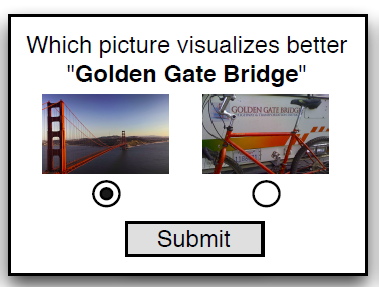 Which picture visualizes better
"Golden Gate Bridge"
GOLDEN GATE BRIDGE
Submit